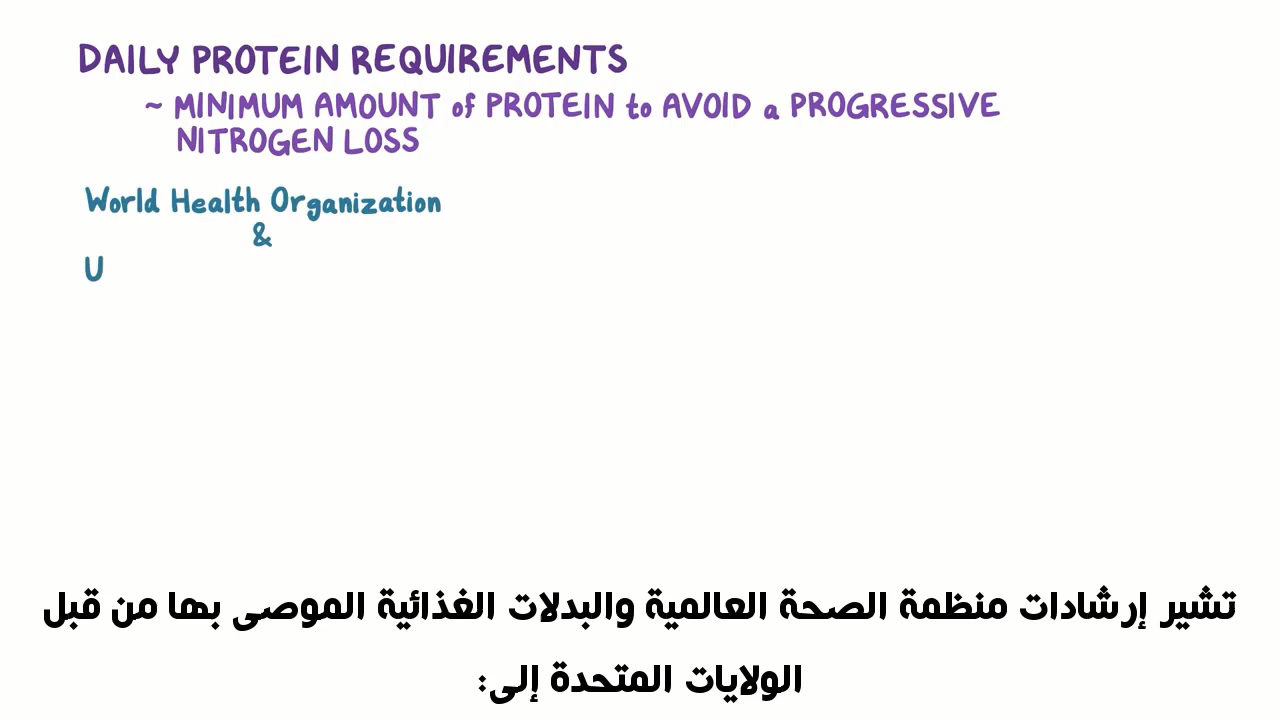 DAILY PROTEIN REQUIREMENTS
~ MINIMUM AMOUNT of PROTEIN to AVOID a PROGRESSIVE
NITROGEN LOSS
World Health Organization
&
U
تشير إرشادات منظمة الصحة العالمية والبدلات الغذائية الموصى بها من قبل
الولايات المتحدة إلى: